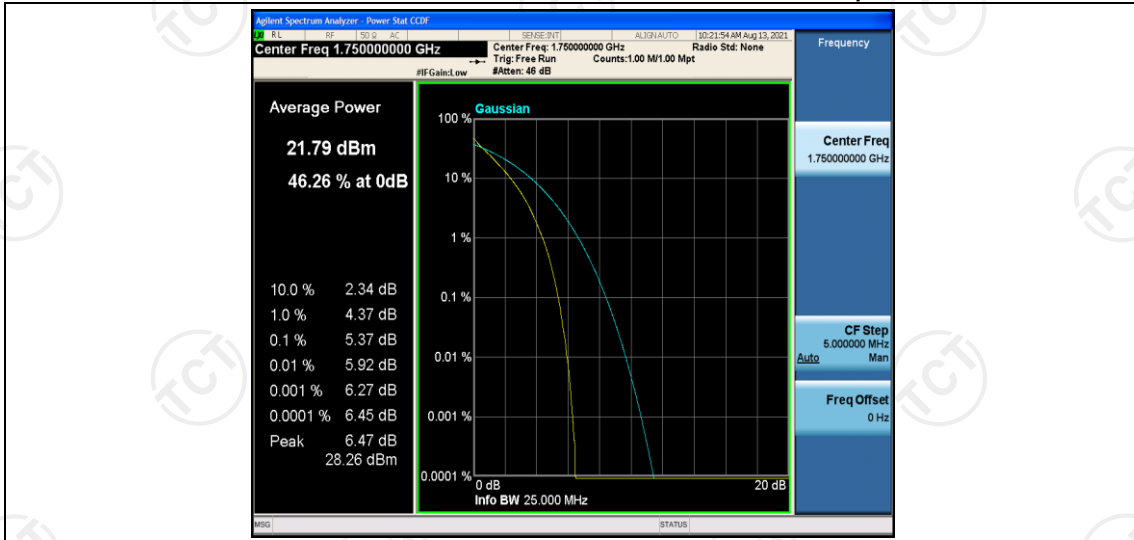 Agilent Spectrum Analyzer - Power Stat CCDF
LXI RL RF 50 Ω AC SENSE:INT ALIGN AUTO 10:21:54 AM Aug 13, 2021
Center Freq 1.750000000 GHz
Center Freq: 1.750000000 GHz Radio Std: None
Trig: Free Run Counts:1.00 M/1.00 Mpt
#IFGain:Low #Atten: 46 dB
Frequency
Average Power
21.79 dBm
46.26 % at 0dB
10.0 % 2.34 dB
1.0 % 4.37 dB
0.1 % 5.37 dB
0.01 % 5.92 dB
0.001 % 6.27 dB
0.0001 % 6.45 dB
Peak 6.47 dB
28.26 dBm
Gaussian
100 %
10 %
1 %
0.1 %
0.01 %
0.001 %
0.0001 %
0 dB 20 dB
Info BW 25.000 MHz
Center Freq
1.750000000 GHz
CF Step
5.000000 MHz
Auto Man
Freq Offset
0 Hz
MSG STATUS
TCT
TCT
TCT
TCT